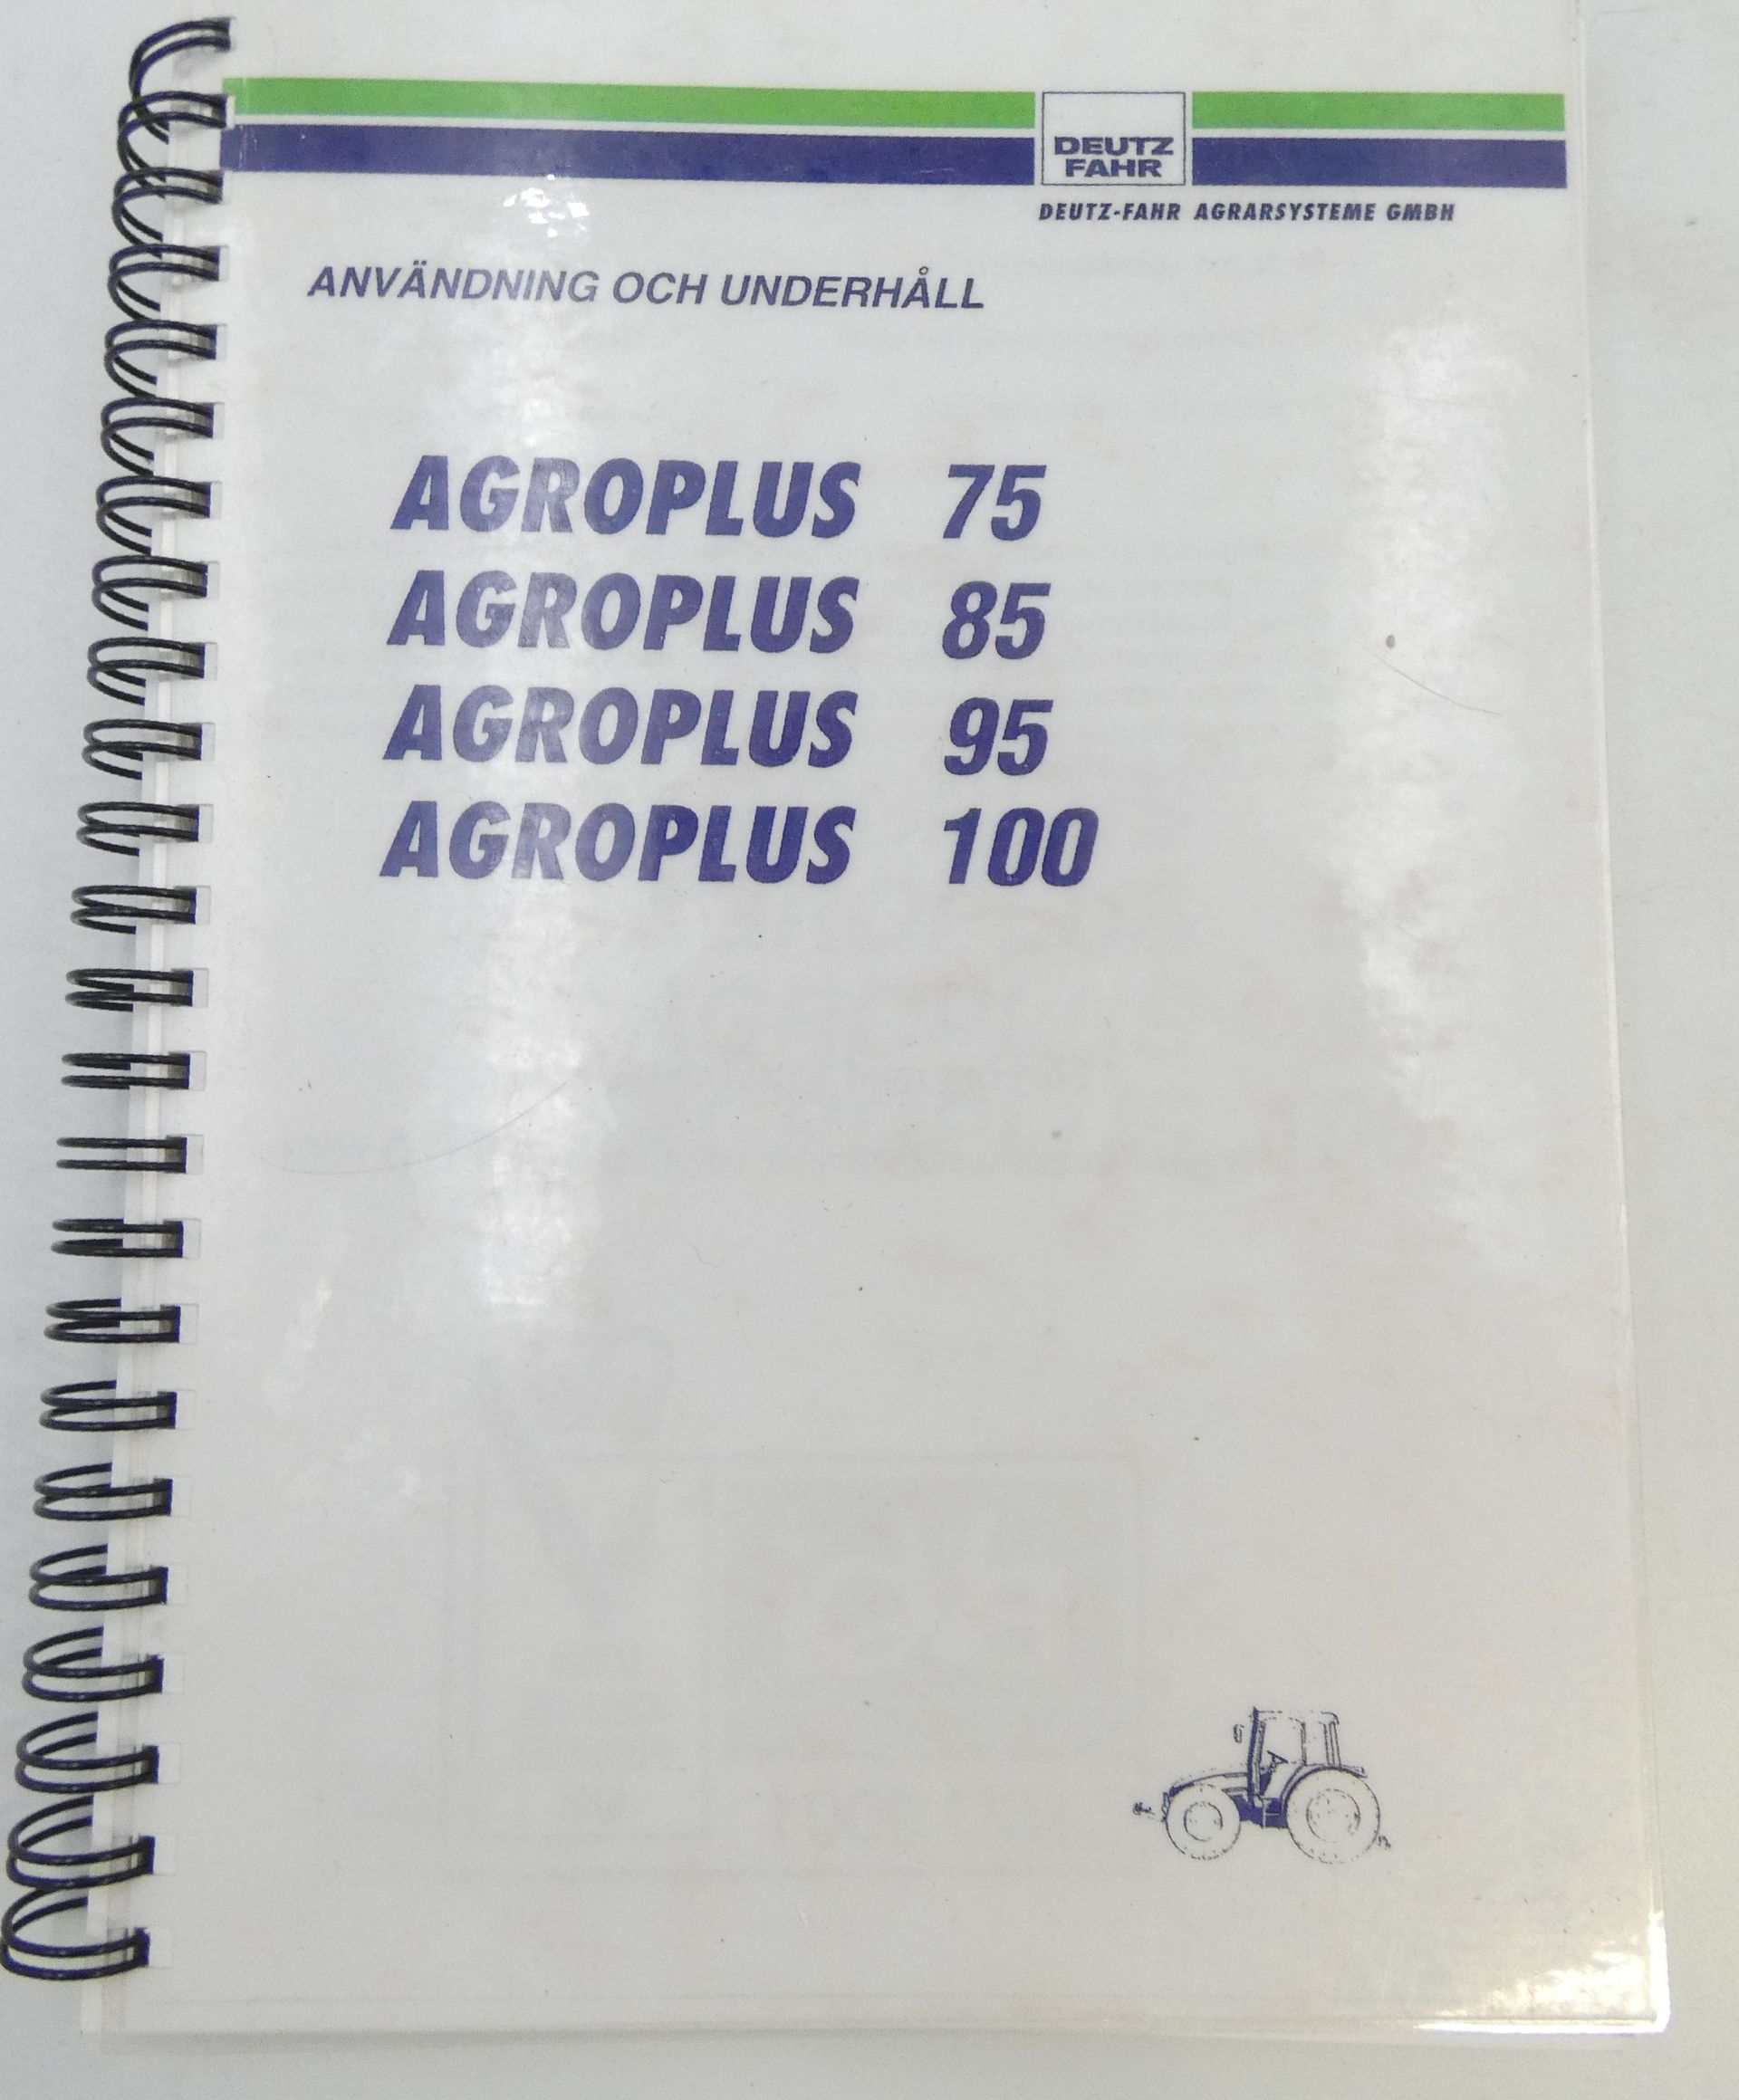 DEUTZ
FAHR
DEUTZ-FAHR AGRARSYSTEME GMBH
ANVÄNDNING OCH UNDERHÅLL
AGROPLUS 75
AGROPLUS 85
AGROPLUS 95
AGROPLUS 100